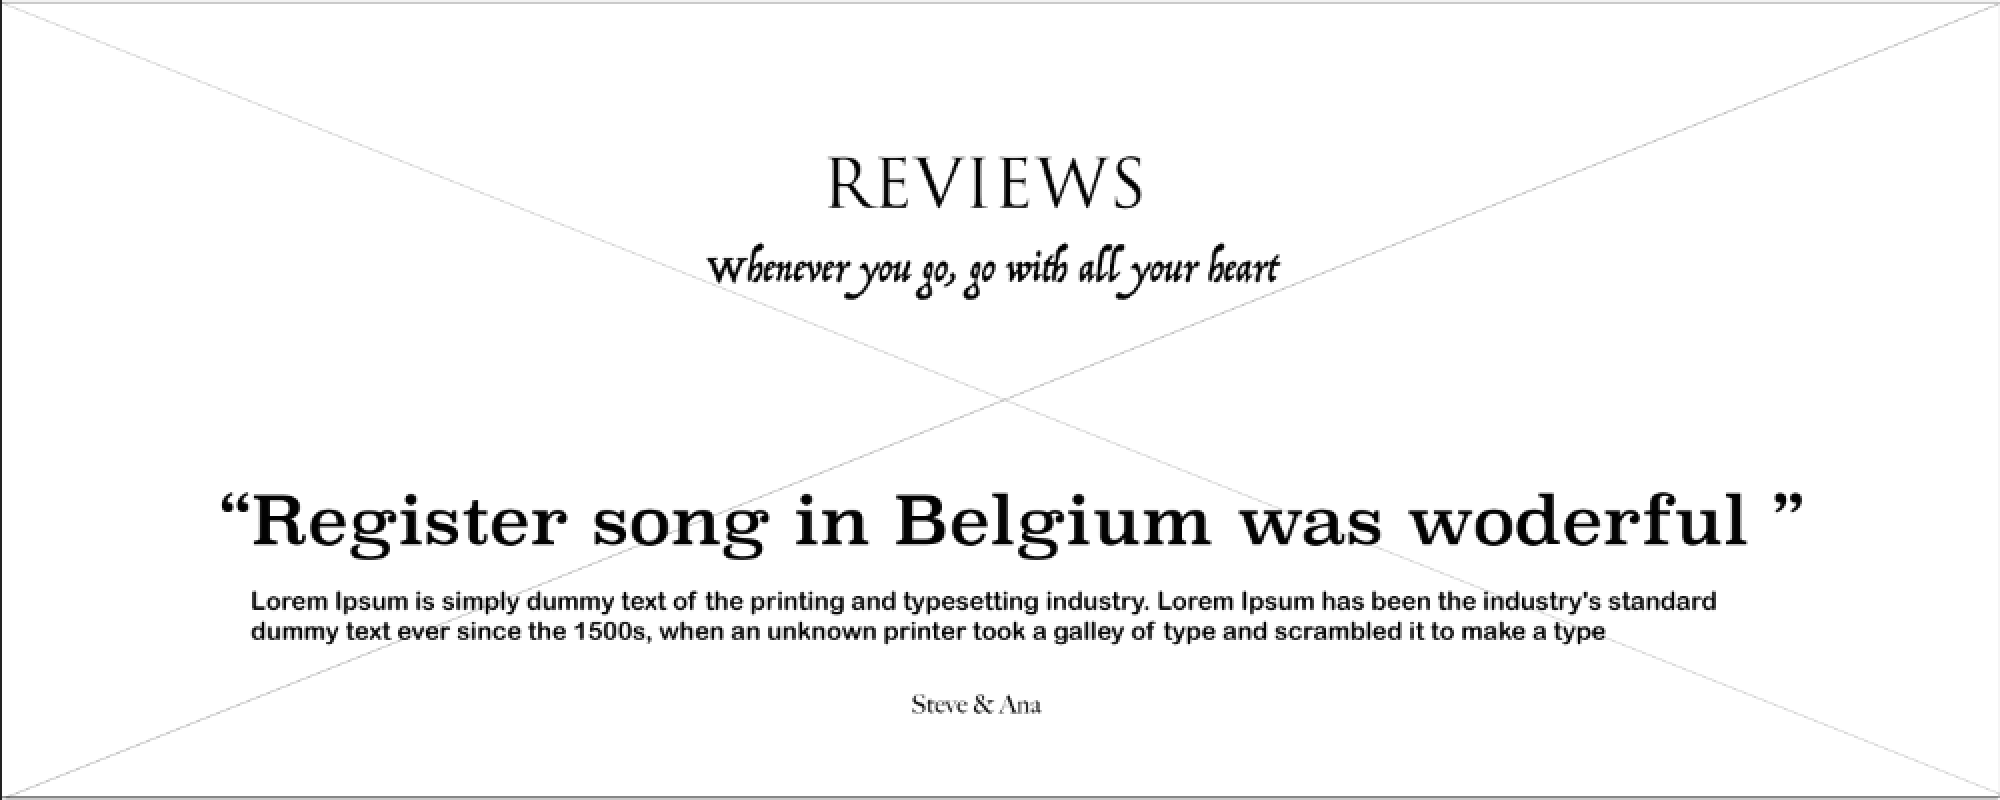 REVIEWS
Whenever you go, go with all your heart
“Register song in Belgium was woderful ”
Lorem Ipsum is simply dummy text of the printing and typesetting industry. Lorem Ipsum has been the industry's standard
dummy text ever since the 1500s, when an unknown printer took a galley of type and scrambled it to make a type
Steve & Ana